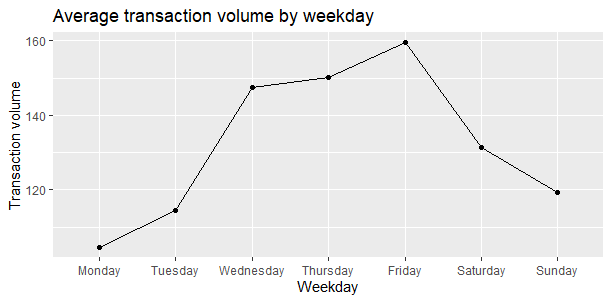 Average transaction volume by weekday
160
140
120
Transaction volume
Monday Tuesday Wednesday Thursday Friday Saturday Sunday
Weekday